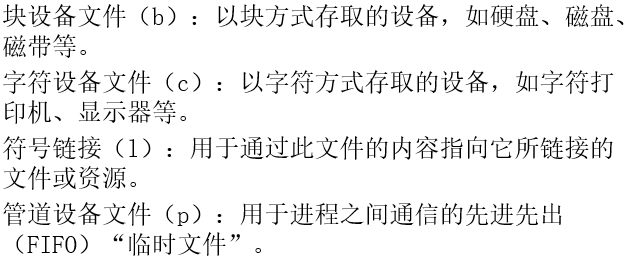 块设备文件（b）：以块方式存取的设备，如硬盘、磁盘、
磁带等。
字符设备文件（c）：以字符方式存取的设备，如字符打
印机、显示器等。
符号链接（l）：用于通过此文件的内容指向它所链接的
文件或资源。
管道设备文件（p）：用于进程之间通信的先进先出
（FIFO）“临时文件”。